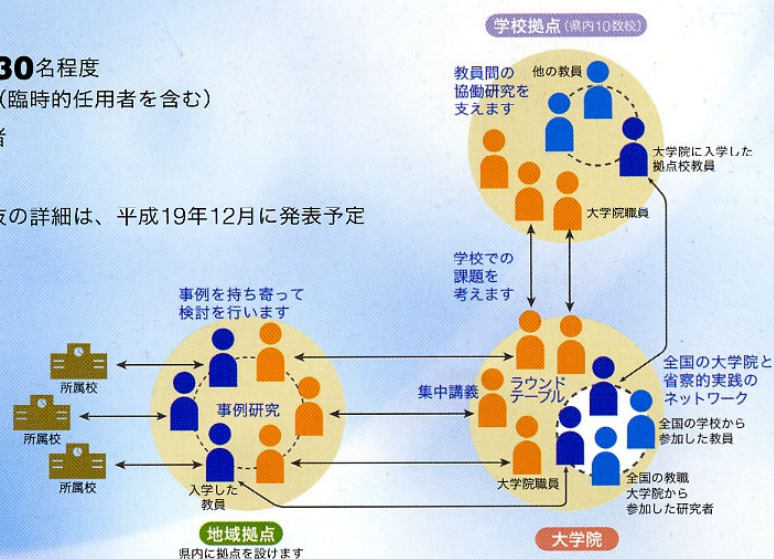 30名程度
（臨時的任用者を含む）
者
の詳細は、平成19年12月に発表予定
学校拠点（県内10数校）
教員間の
協働研究を
支えます
他の教員
大学院に入学した
拠点校教員
大学院職員
学校での
課題を
考えます
事例を持ち寄って
検討を行います
所属校
所属校
所属校
事例研究
入学した
教員
地域拠点
県内に拠点を設けます
集中講義
ラウンド
テーブル
大学院職員
全国の大学院と
省察的実践の
ネットワーク
全国の学校から
参加した教員
全国の教職
大学院から
参加した研究者
大学院